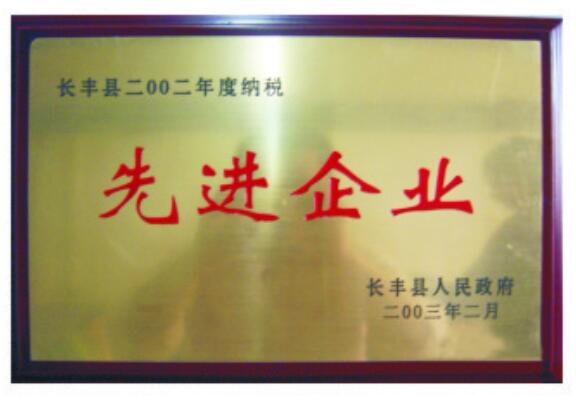 长丰县二00二年度纳税
先进企业
长丰县人民政府
二00三年二月